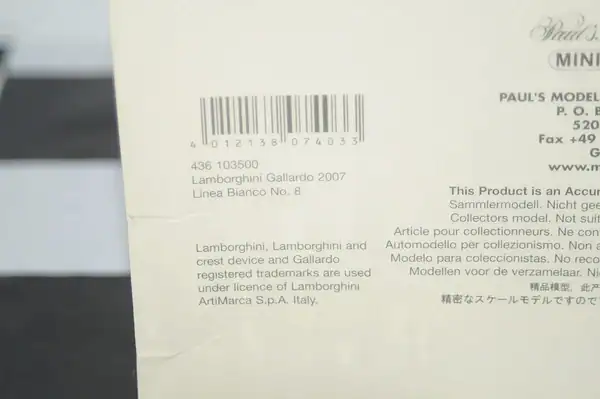 Paul's
MINI
PAUL'S MODEL
P. O. B
520
Fax +49
G
www.m
4 012138 074033
436 103500
Lamborghini Gallardo 2007
Linea Bianco No. 8
This Product is an Accur
Sammlermodell. Nicht gee
Collectors model. Not suit
Article pour collectionneurs. Ne con
Automodello per collezionismo. Non a
Modelo para coleccionistas. No reco
Modellen voor de verzamelaar. Ni
精品模型，此产
精密なスケールモデルですので
Lamborghini, Lamborghini and
crest device and Gallardo
registered trademarks are used
under licence of Lamborghini
ArtiMarca S.p.A. Italy.